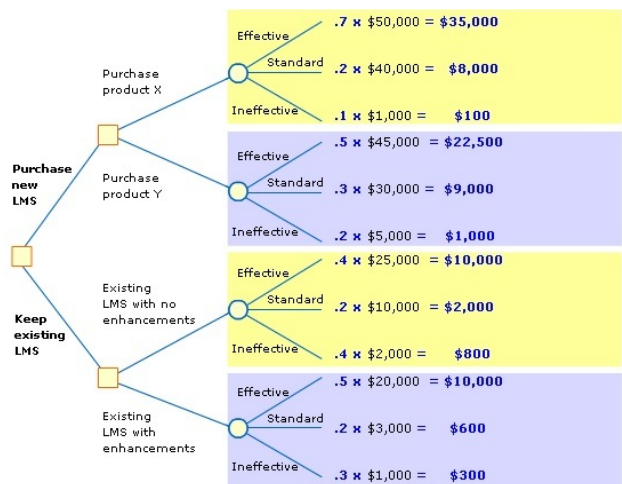 Effective
.7 x $50,000 = $35,000
Standard
.2 x $40,000 = $8,000
Ineffective
.1 x $1,000 = $100
Purchase
product X
Effective
.5 x $45,000 = $22,500
Standard
.3 x $30,000 = $9,000
Ineffective
.2 x $5,000 = $1,000
Purchase
product Y
Purchase
new
LMS
Effective
.4 x $25,000 = $10,000
Standard
.2 x $10,000 = $2,000
Ineffective
.4 x $2,000 = $800
Existing
LMS with no
enhancements
Keep
existing
LMS
Effective
.5 x $20,000 = $10,000
Standard
.2 x $3,000 = $600
Ineffective
.3 x $1,000 = $300
Existing
LMS with
enhancements